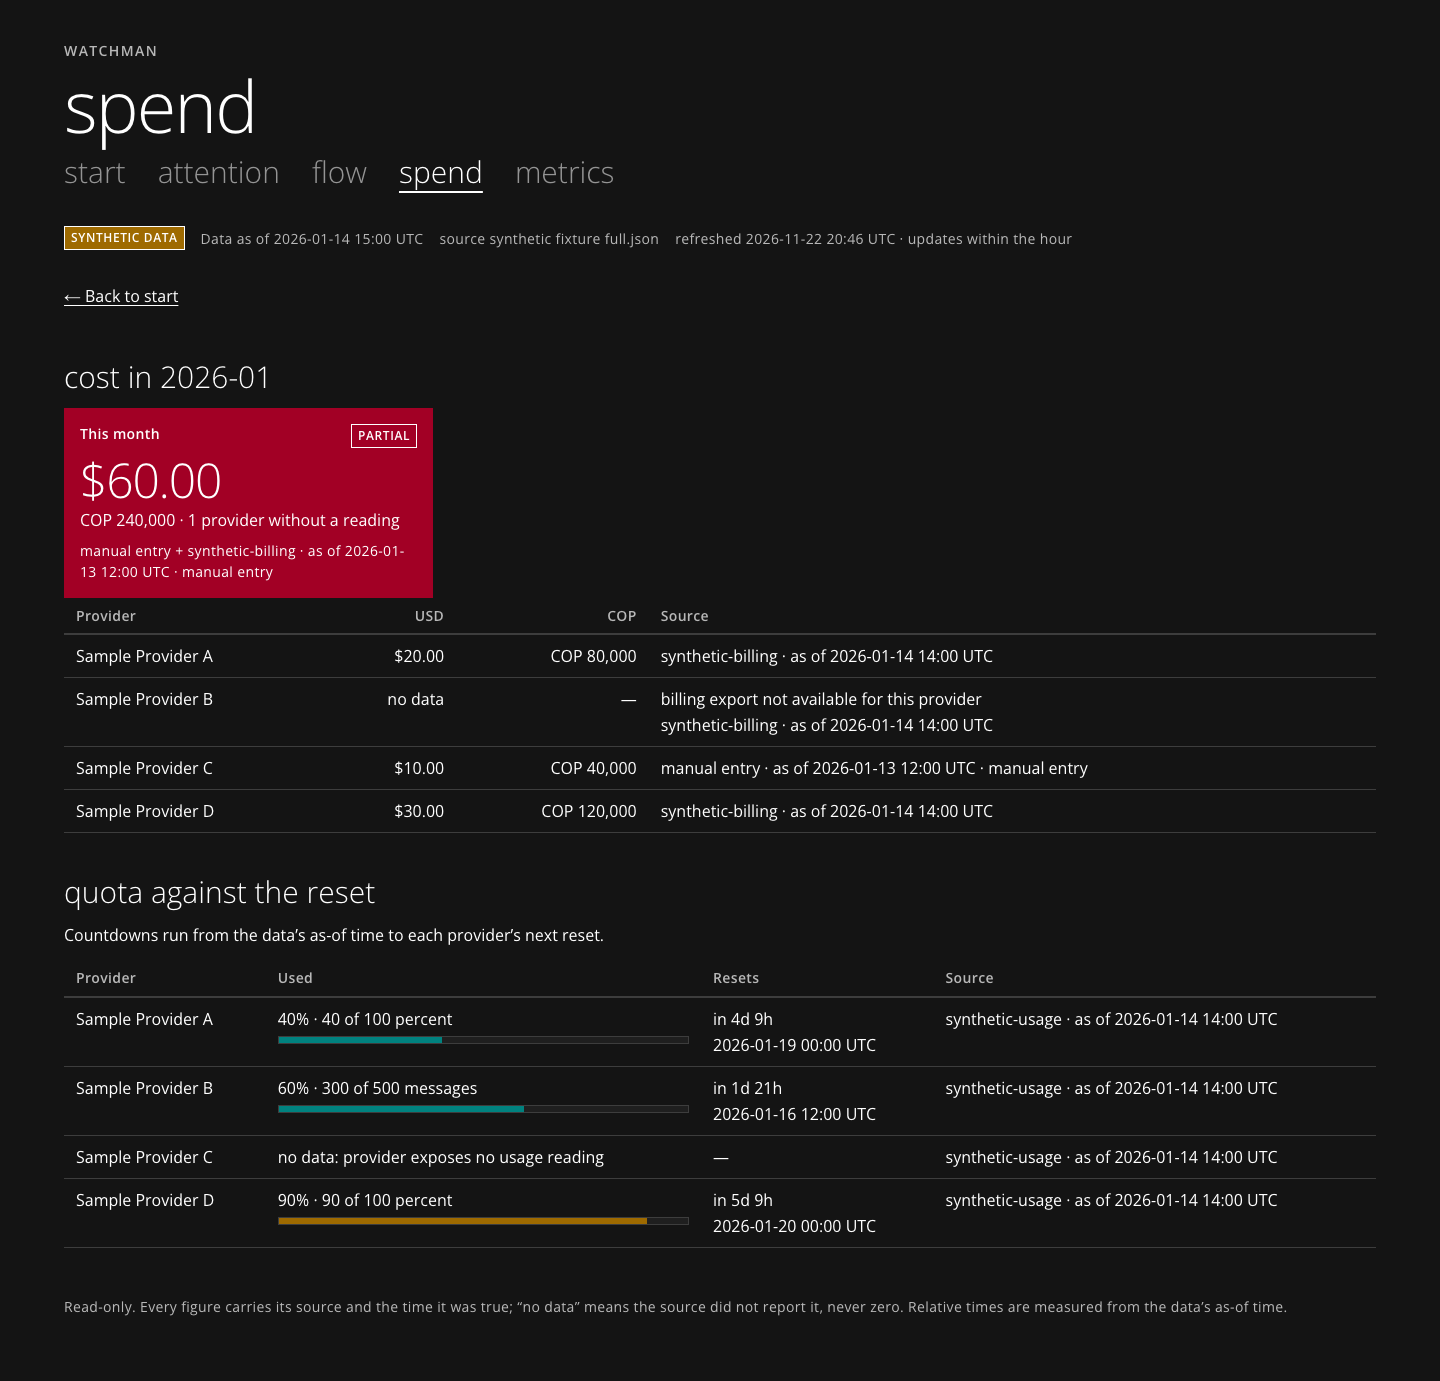 WATCHMAN
spend
start attention flow spend metrics
SYNTHETIC DATA Data as of 2026-01-14 15:00 UTC source synthetic fixture full.json refreshed 2026-11-22 20:46 UTC · updates within the hour
← Back to start
cost in 2026-01
This month PARTIAL
$60.00
COP 240,000 · 1 provider without a reading
manual entry + synthetic-billing · as of 2026-01-
13 12:00 UTC · manual entry
Provider USD COP Source
Sample Provider A $20.00 COP 80,000 synthetic-billing · as of 2026-01-14 14:00 UTC
Sample Provider B no data — billing export not available for this provider
synthetic-billing · as of 2026-01-14 14:00 UTC
Sample Provider C $10.00 COP 40,000 manual entry · as of 2026-01-13 12:00 UTC · manual entry
Sample Provider D $30.00 COP 120,000 synthetic-billing · as of 2026-01-14 14:00 UTC
quota against the reset
Countdowns run from the data’s as-of time to each provider’s next reset.
Provider Used Resets Source
Sample Provider A 40% · 40 of 100 percent in 4d 9h synthetic-usage · as of 2026-01-14 14:00 UTC
2026-01-19 00:00 UTC
Sample Provider B 60% · 300 of 500 messages in 1d 21h synthetic-usage · as of 2026-01-14 14:00 UTC
2026-01-16 12:00 UTC
Sample Provider C no data: provider exposes no usage reading — synthetic-usage · as of 2026-01-14 14:00 UTC
Sample Provider D 90% · 90 of 100 percent in 5d 9h synthetic-usage · as of 2026-01-14 14:00 UTC
2026-01-20 00:00 UTC
Read-only. Every figure carries its source and the time it was true; “no data” means the source did not report it, never zero. Relative times are measured from the data’s as-of time.